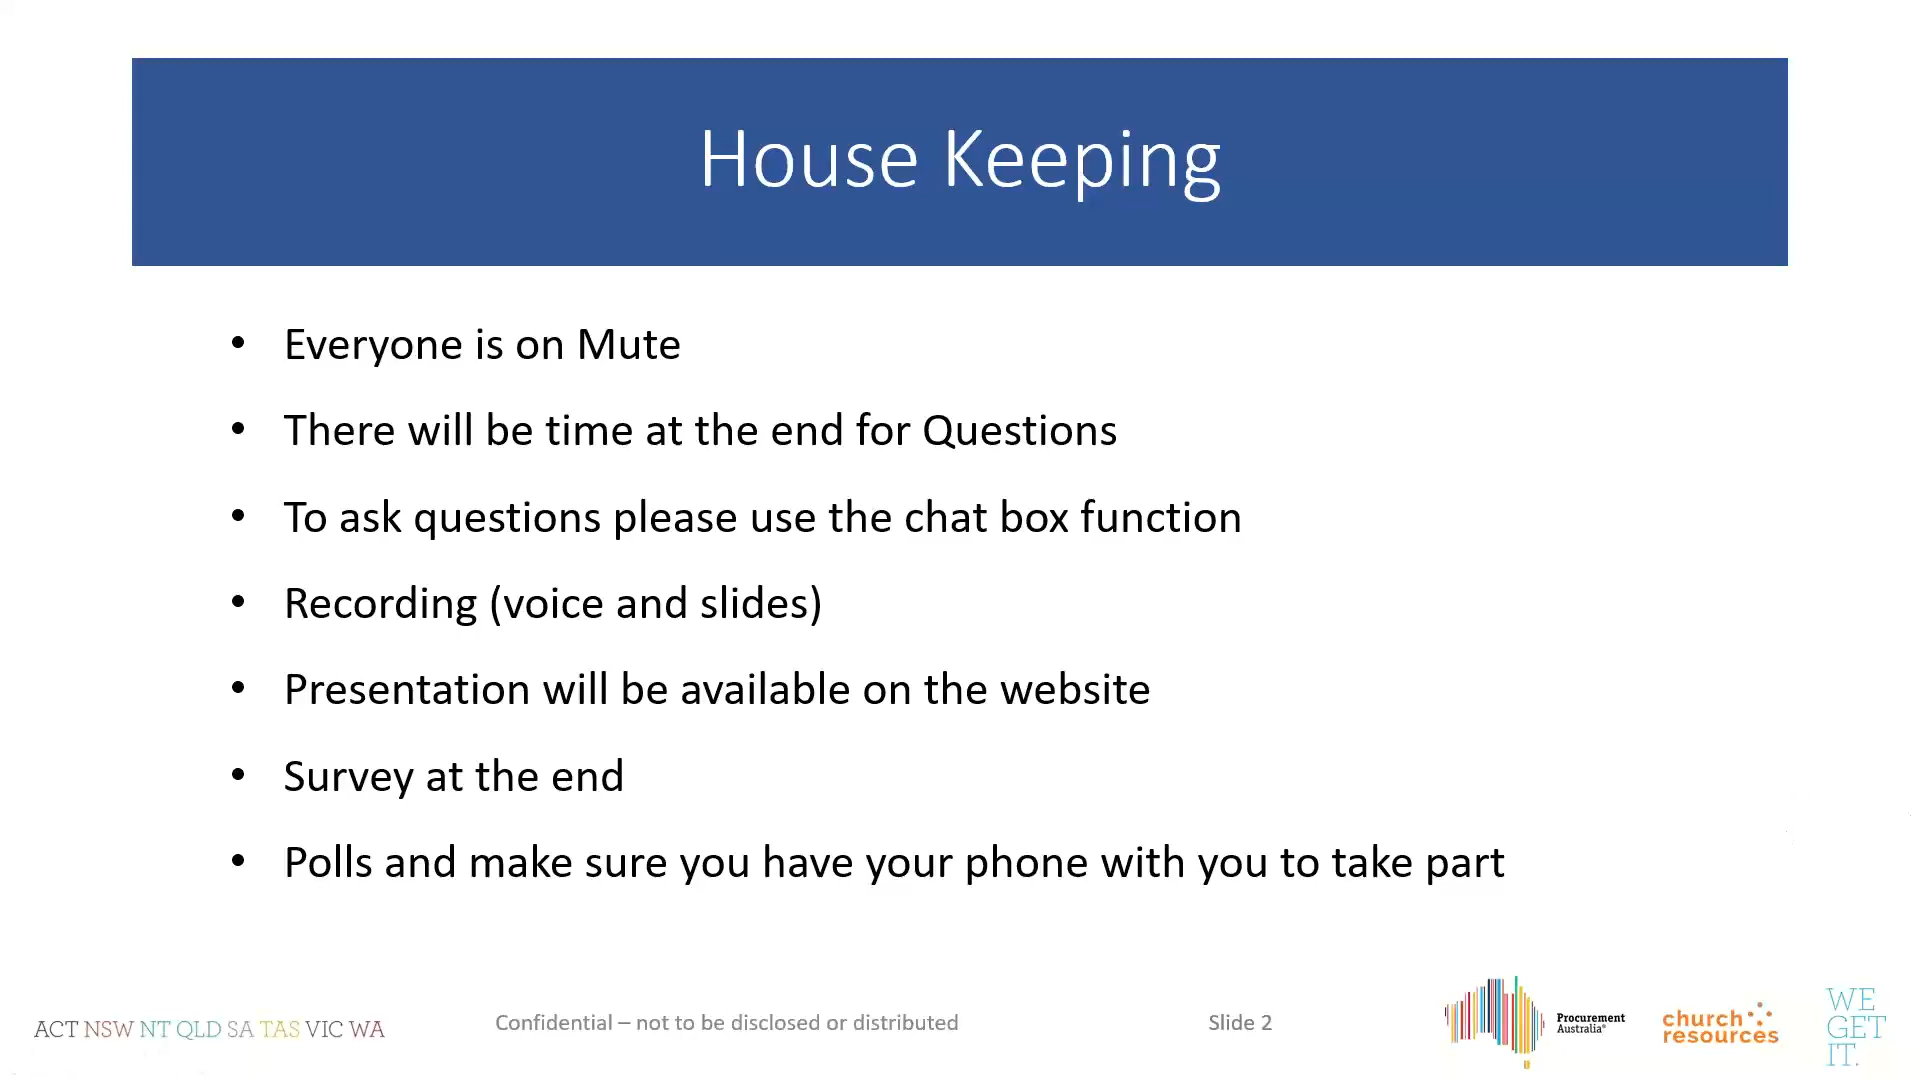 House Keeping
• Everyone is on Mute
• There will be time at the end for Questions
• To ask questions please use the chat box function
• Recording (voice and slides)
• Presentation will be available on the website
• Survey at the end
• Polls and make sure you have your phone with you to take part
ACT NSW NT QLD SA TAS VIC WA
Confidential – not to be disclosed or distributed
Slide 2
Procurement
Australia®
church
resources
WE
GET
IT.